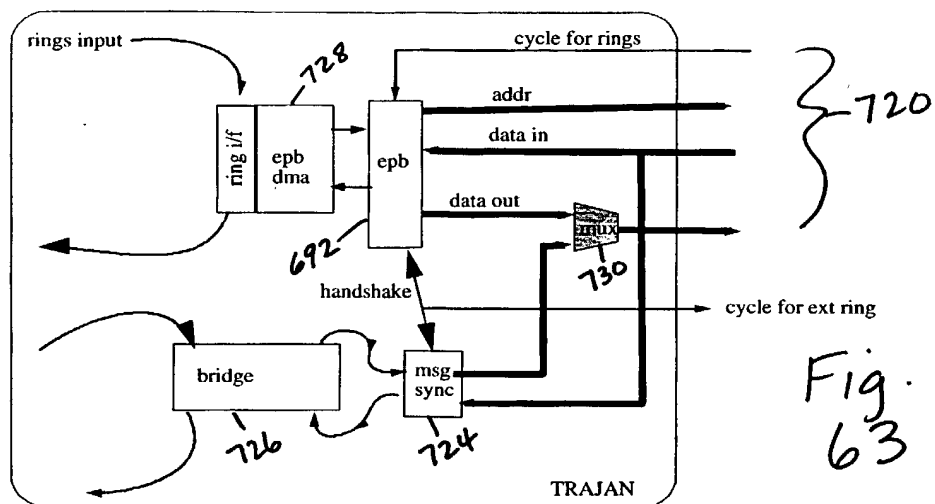 rings input
cycle for rings
728
addr
720
data in
ring i/f
epb
dma
epb
data out
mux
692
730
handshake
cycle for ext ring
bridge
msg
sync
726
724
Fig.
63
TRAJAN